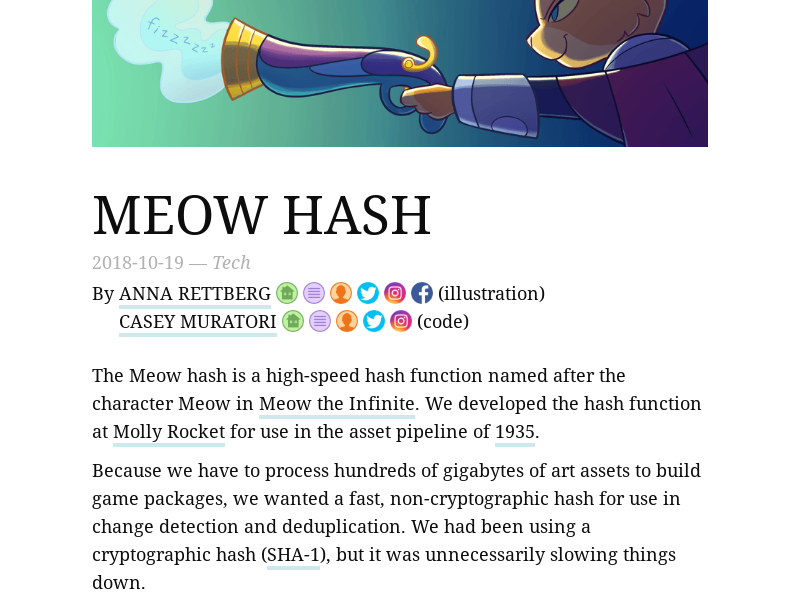 fizzzzzz
MEOW HASH
2018-10-19 — Tech
By ANNA RETTBERG (illustration)
CASEY MURATORI (code)
The Meow hash is a high-speed hash function named after the
character Meow in Meow the Infinite. We developed the hash function
at Molly Rocket for use in the asset pipeline of 1935.
Because we have to process hundreds of gigabytes of art assets to build
game packages, we wanted a fast, non-cryptographic hash for use in
change detection and deduplication. We had been using a
cryptographic hash (SHA-1), but it was unnecessarily slowing things
down.